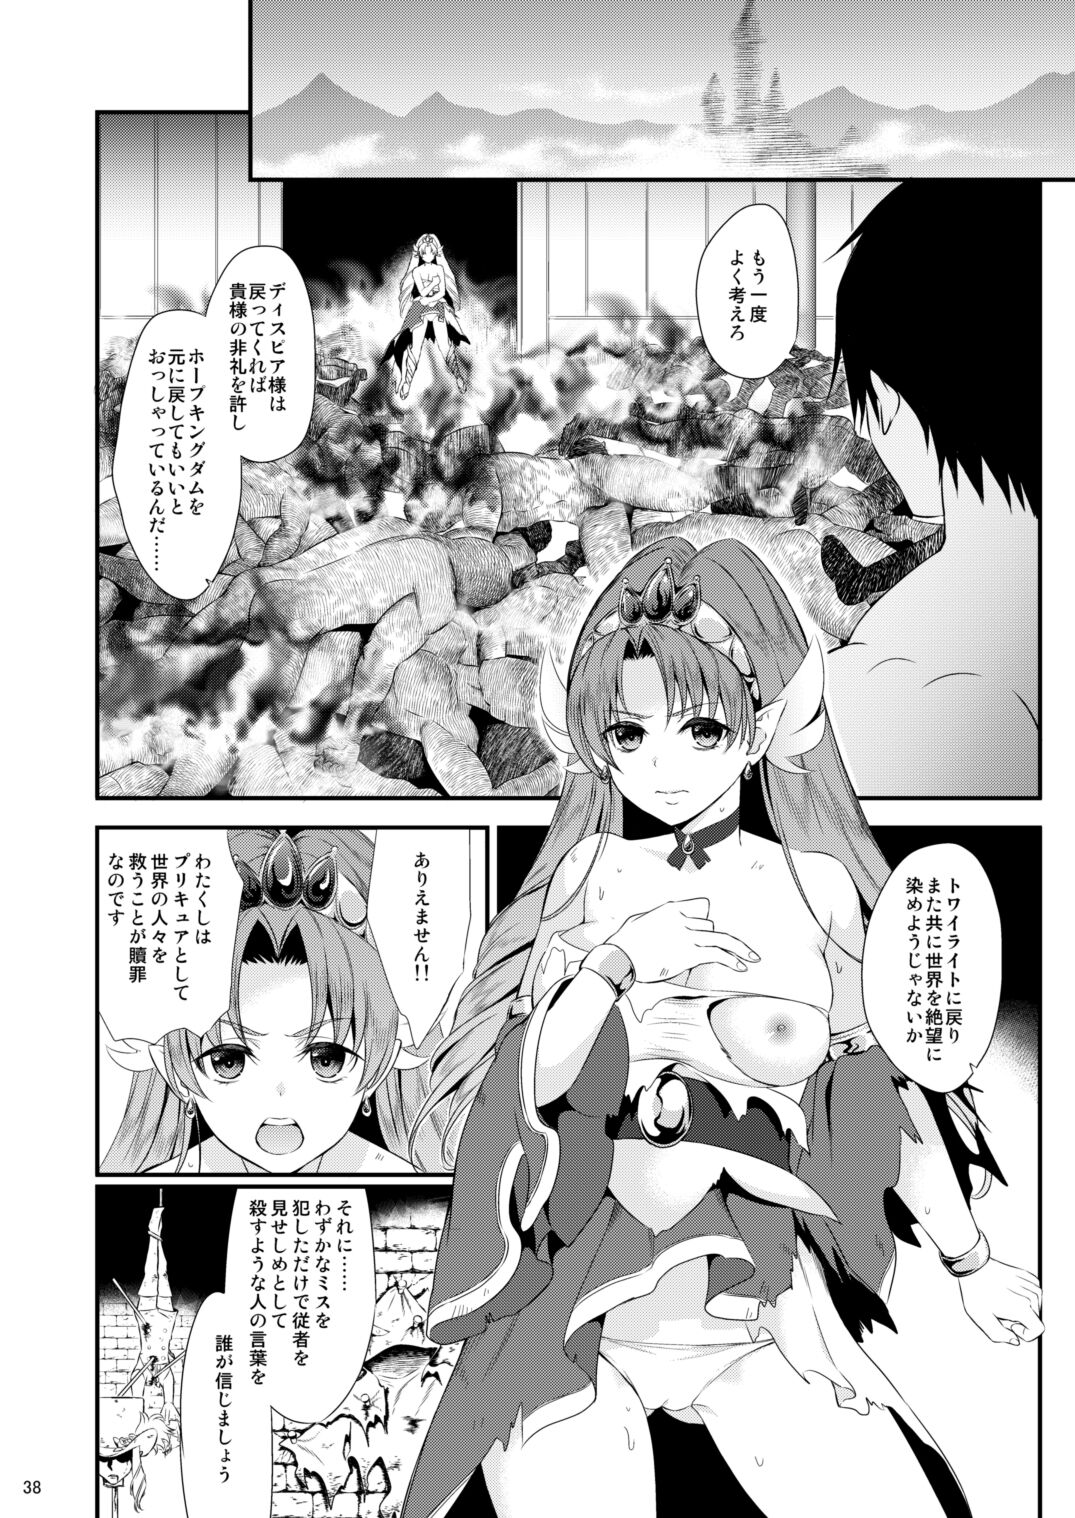 もう一度
よく考えろ
ディスピア様は
戻ってくれば
貴様の非礼を許し
ホープキングダムを
元に戻してもいいと
おっしゃっているんだ……
トワイライトに戻り
また共に世界を絶望に
染めようじゃないか
ありえません!!
わたくしは
プリキュアとして
世界の人々を
救うことが贖罪
なのです
それに……
わずかなミスを
犯しただけで従者を
見せしめとして
殺すような人の言葉を
誰が信じましょう
38